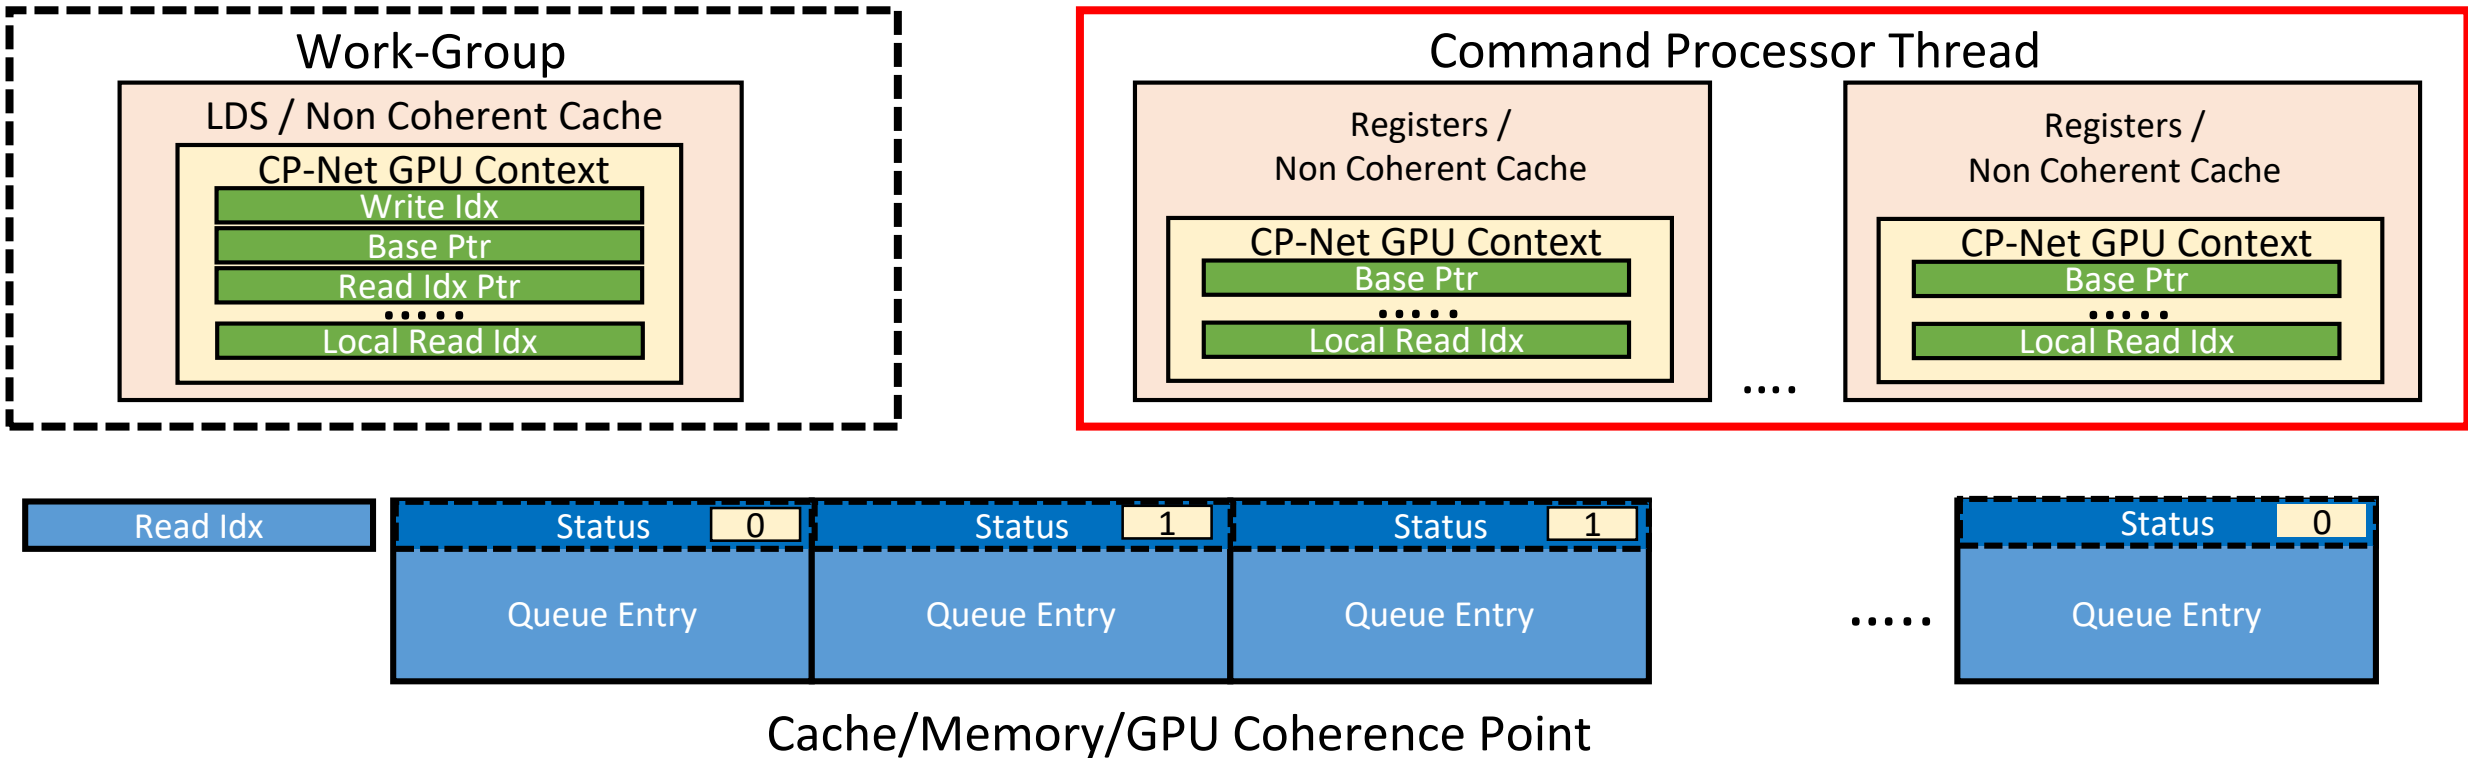 Work-Group
LDS / Non Coherent Cache
CP-Net GPU Context
Write Idx
Base Ptr
Read Idx Ptr
.....
Local Read Idx
Command Processor Thread
Registers /
Non Coherent Cache
CP-Net GPU Context
Base Ptr
.....
Local Read Idx
....
Registers /
Non Coherent Cache
CP-Net GPU Context
Base Ptr
.....
Local Read Idx
Read Idx
Status 0
Queue Entry
Status 1
Queue Entry
Status 1
Queue Entry
.....
Status 0
Queue Entry
Cache/Memory/GPU Coherence Point